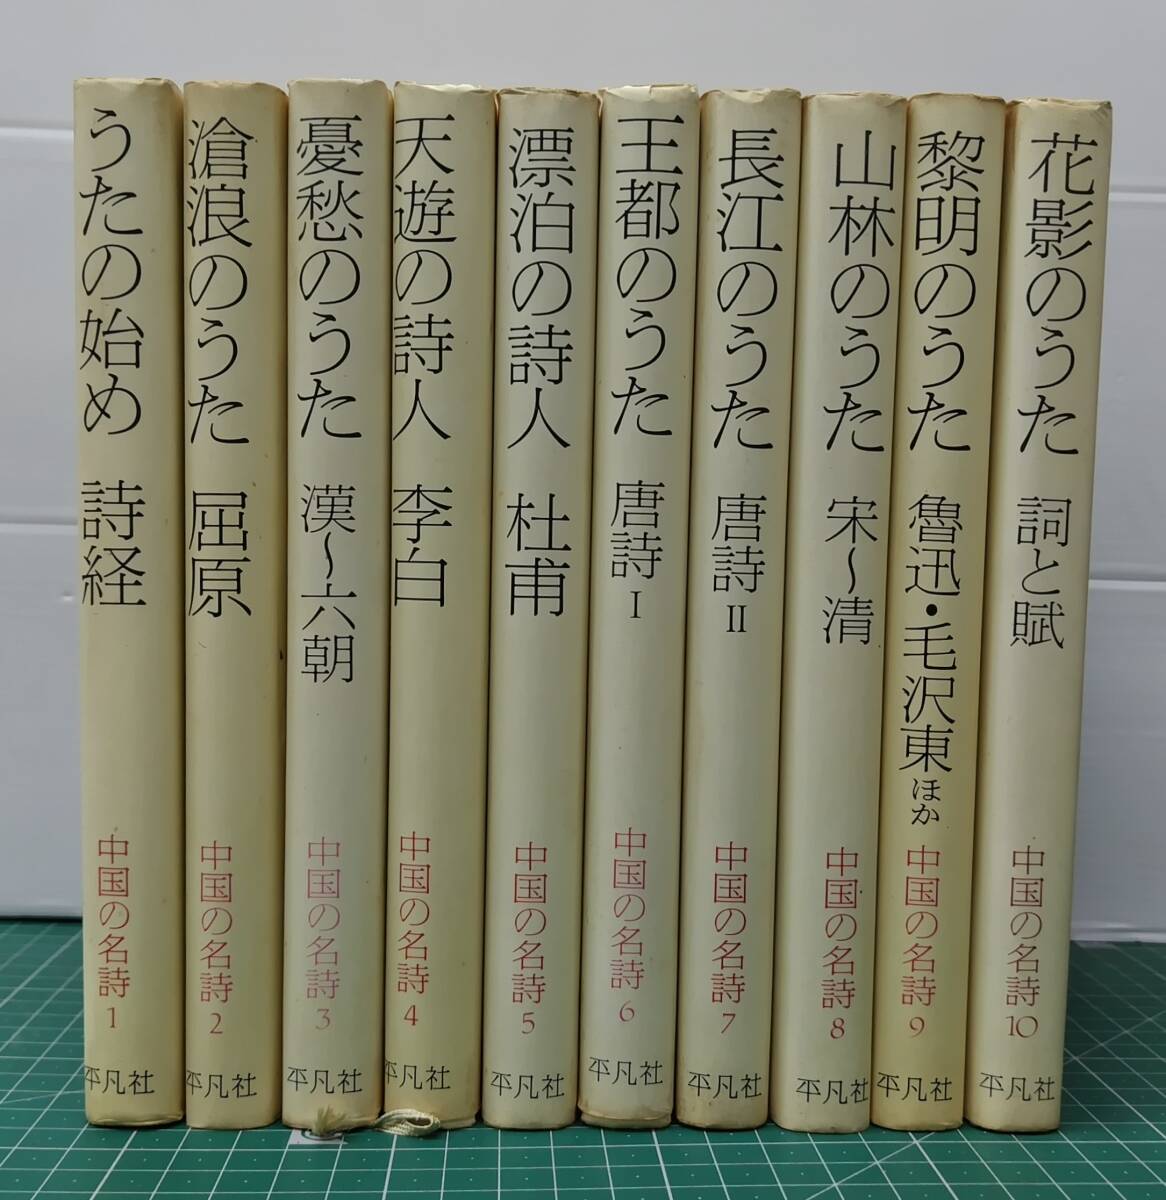 うたの始め 詩経
中国の名詩 1
平凡社
滄浪のうた 屈原
中国の名詩 2
平凡社
憂愁のうた 漢〜六朝
中国の名詩 3
平凡社
天遊の詩人 李白
中国の名詩 4
平凡社
漂泊の詩人 杜甫
中国の名詩 5
平凡社
王都のうた 唐詩Ⅰ
中国の名詩 6
平凡社
長江のうた 唐詩Ⅱ
中国の名詩 7
平凡社
山林のうた 宋〜清
中国の名詩 8
平凡社
黎明のうた 魯迅・毛沢東ほか
中国の名詩 9
平凡社
花影のうた 詞と賦
中国の名詩 10
平凡社